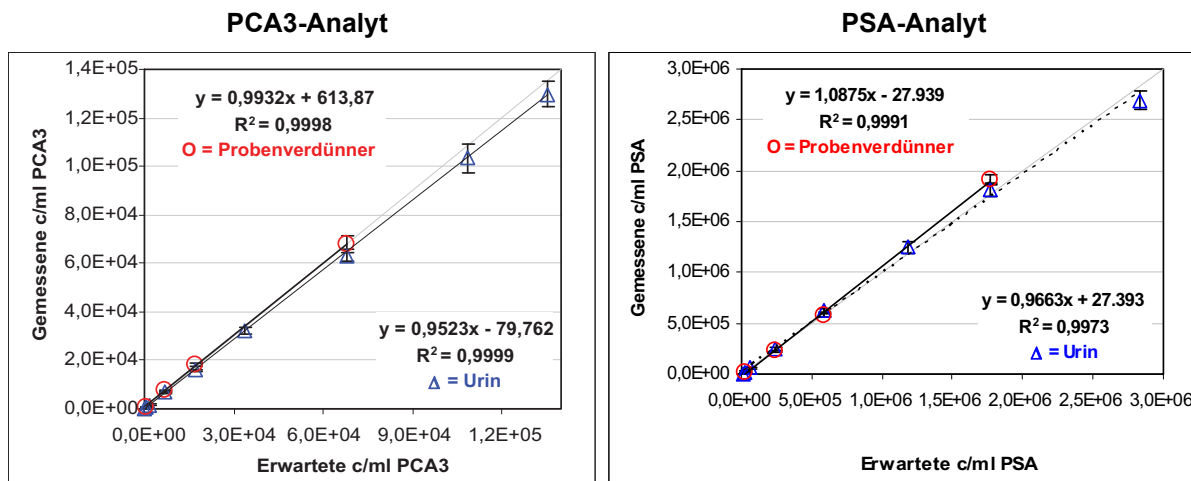 PCA3-Analyt
1,4E+05
1,2E+05
1,0E+05
8,0E+04
6,0E+04
4,0E+04
2,0E+04
0,0E+00
Gemessene c/ml PCA3
y = 0,9932x + 613,87
R² = 0,9998
O = Probenverdünner
y = 0,9523x - 79,762
R² = 0,9999
Δ = Urin
0,0E+00 3,0E+04 6,0E+04 9,0E+04 1,2E+05
Erwartete c/ml PCA3
PSA-Analyt
3,0E+06
2,5E+06
2,0E+06
1,5E+06
1,0E+06
5,0E+05
0,0E+00
Gemessene c/ml PSA
y = 1,0875x - 27.939
R² = 0,9991
O = Probenverdünner
y = 0,9663x + 27.393
R² = 0,9973
Δ = Urin
0,0E+00 5,0E+05 1,0E+06 1,5E+06 2,0E+06 2,5E+06 3,0E+06
Erwartete c/ml PSA